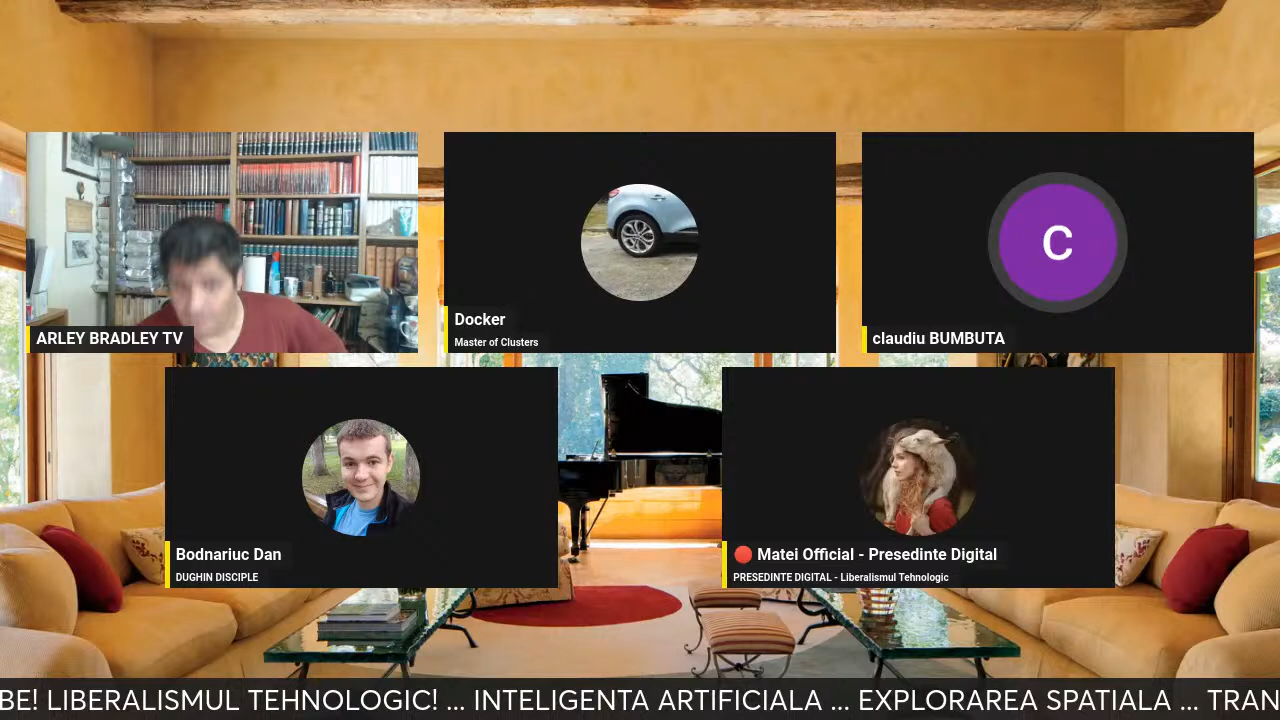 ARLEY BRADLEY TV
Docker
Master of Clusters
C
claudiu BUMBUTA
Bodnariuc Dan
DUGHIN DISCIPLE
🔴 Matei Official - Presedinte Digital
PRESEDINTE DIGITAL - Liberalismul Tehnologic
BE! LIBERALISMUL TEHNOLOGIC! ... INTELIGENTA ARTIFICIALA ... EXPLORAREA SPATIALA ... TRAN